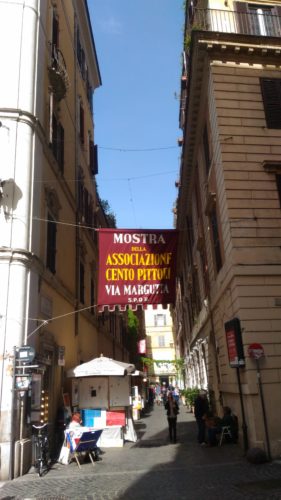 MOSTRA
DELLA
ASSOCIAZIONE
CENTO PITTORI
VIA MARGUTTA